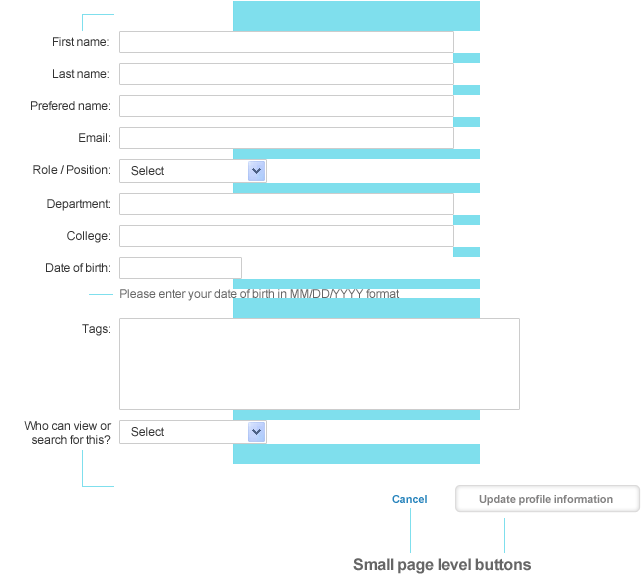 First name:
Last name:
Prefered name:
Email:
Role / Position: Select
Department:
College:
Date of birth:
Please enter your date of birth in MM/DD/YYYY format
Tags:
Who can view or
search for this? Select
Cancel Update profile information
Small page level buttons